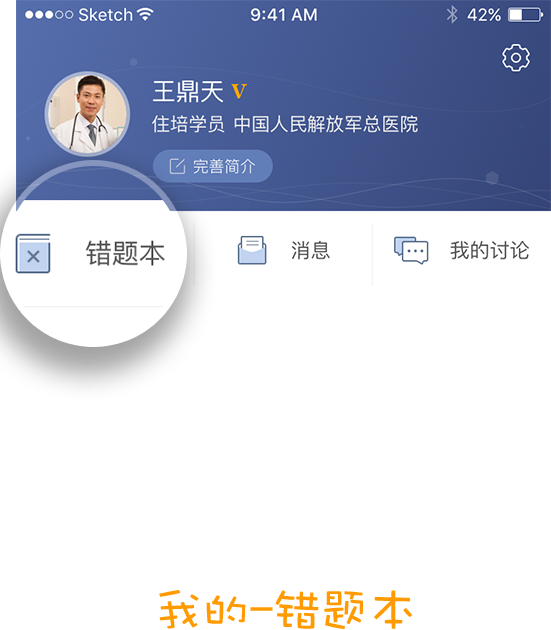 Sketch 9:41 AM 42%
王鼎天 V
住培学员 中国人民解放军总医院
完善简介
错题本 消息 我的讨论
我的-错题本